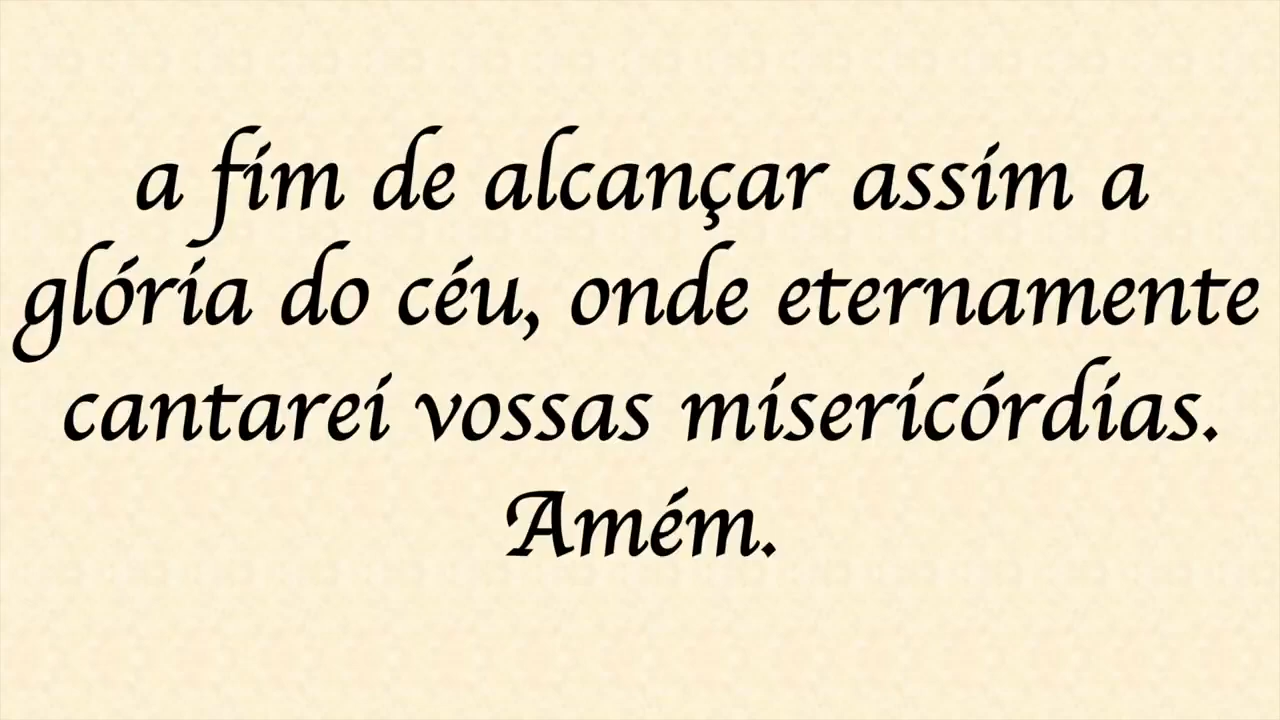 a fim de alcançar assim a
glória do céu, onde eternamente
cantarei vossas misericórdias.
Amém.